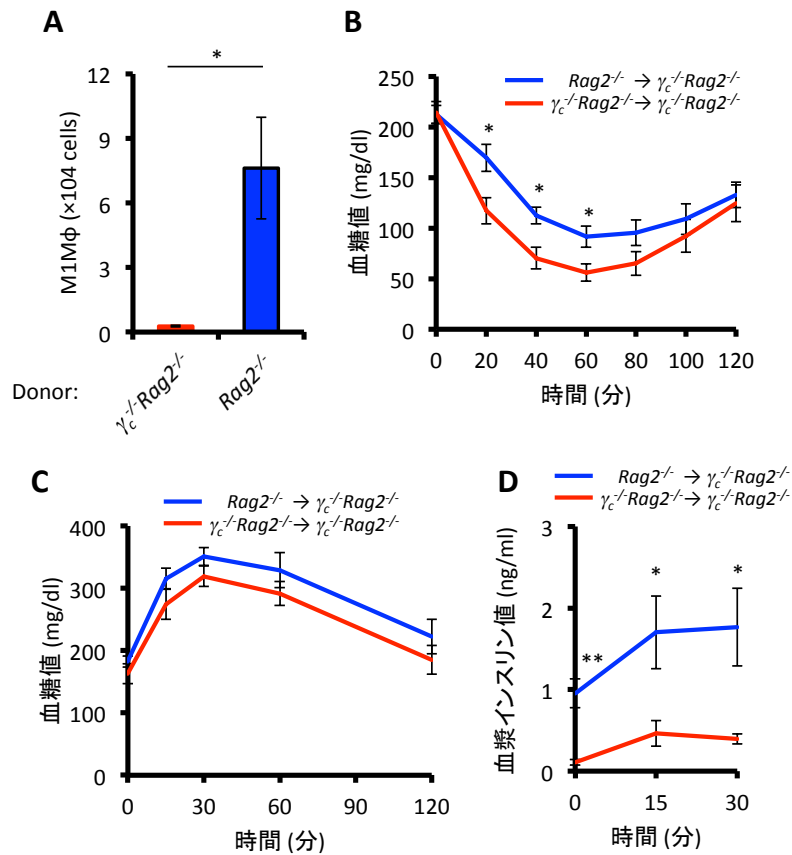 A
*
12
9
6
3
0
M1Mϕ (×104 cells)
Donor:
γc-/-Rag2-/-
Rag2-/-
B
Rag2-/- → γc-/-Rag2-/-
γc-/-Rag2-/-→ γc-/-Rag2-/-
250
200
150
100
50
0
血糖値 (mg/dl)
*
*
*
0 20 40 60 80 100 120
時間 (分)
C
Rag2-/- → γc-/-Rag2-/-
γc-/-Rag2-/-→ γc-/-Rag2-/-
400
300
200
100
0
血糖値 (mg/dl)
0 30 60 90 120
時間 (分)
D
Rag2-/- → γc-/-Rag2-/-
γc-/-Rag2-/-→ γc-/-Rag2-/-
3
2
1
0
血漿インスリン値 (ng/ml)
**
*
*
0 15 30
時間 (分)